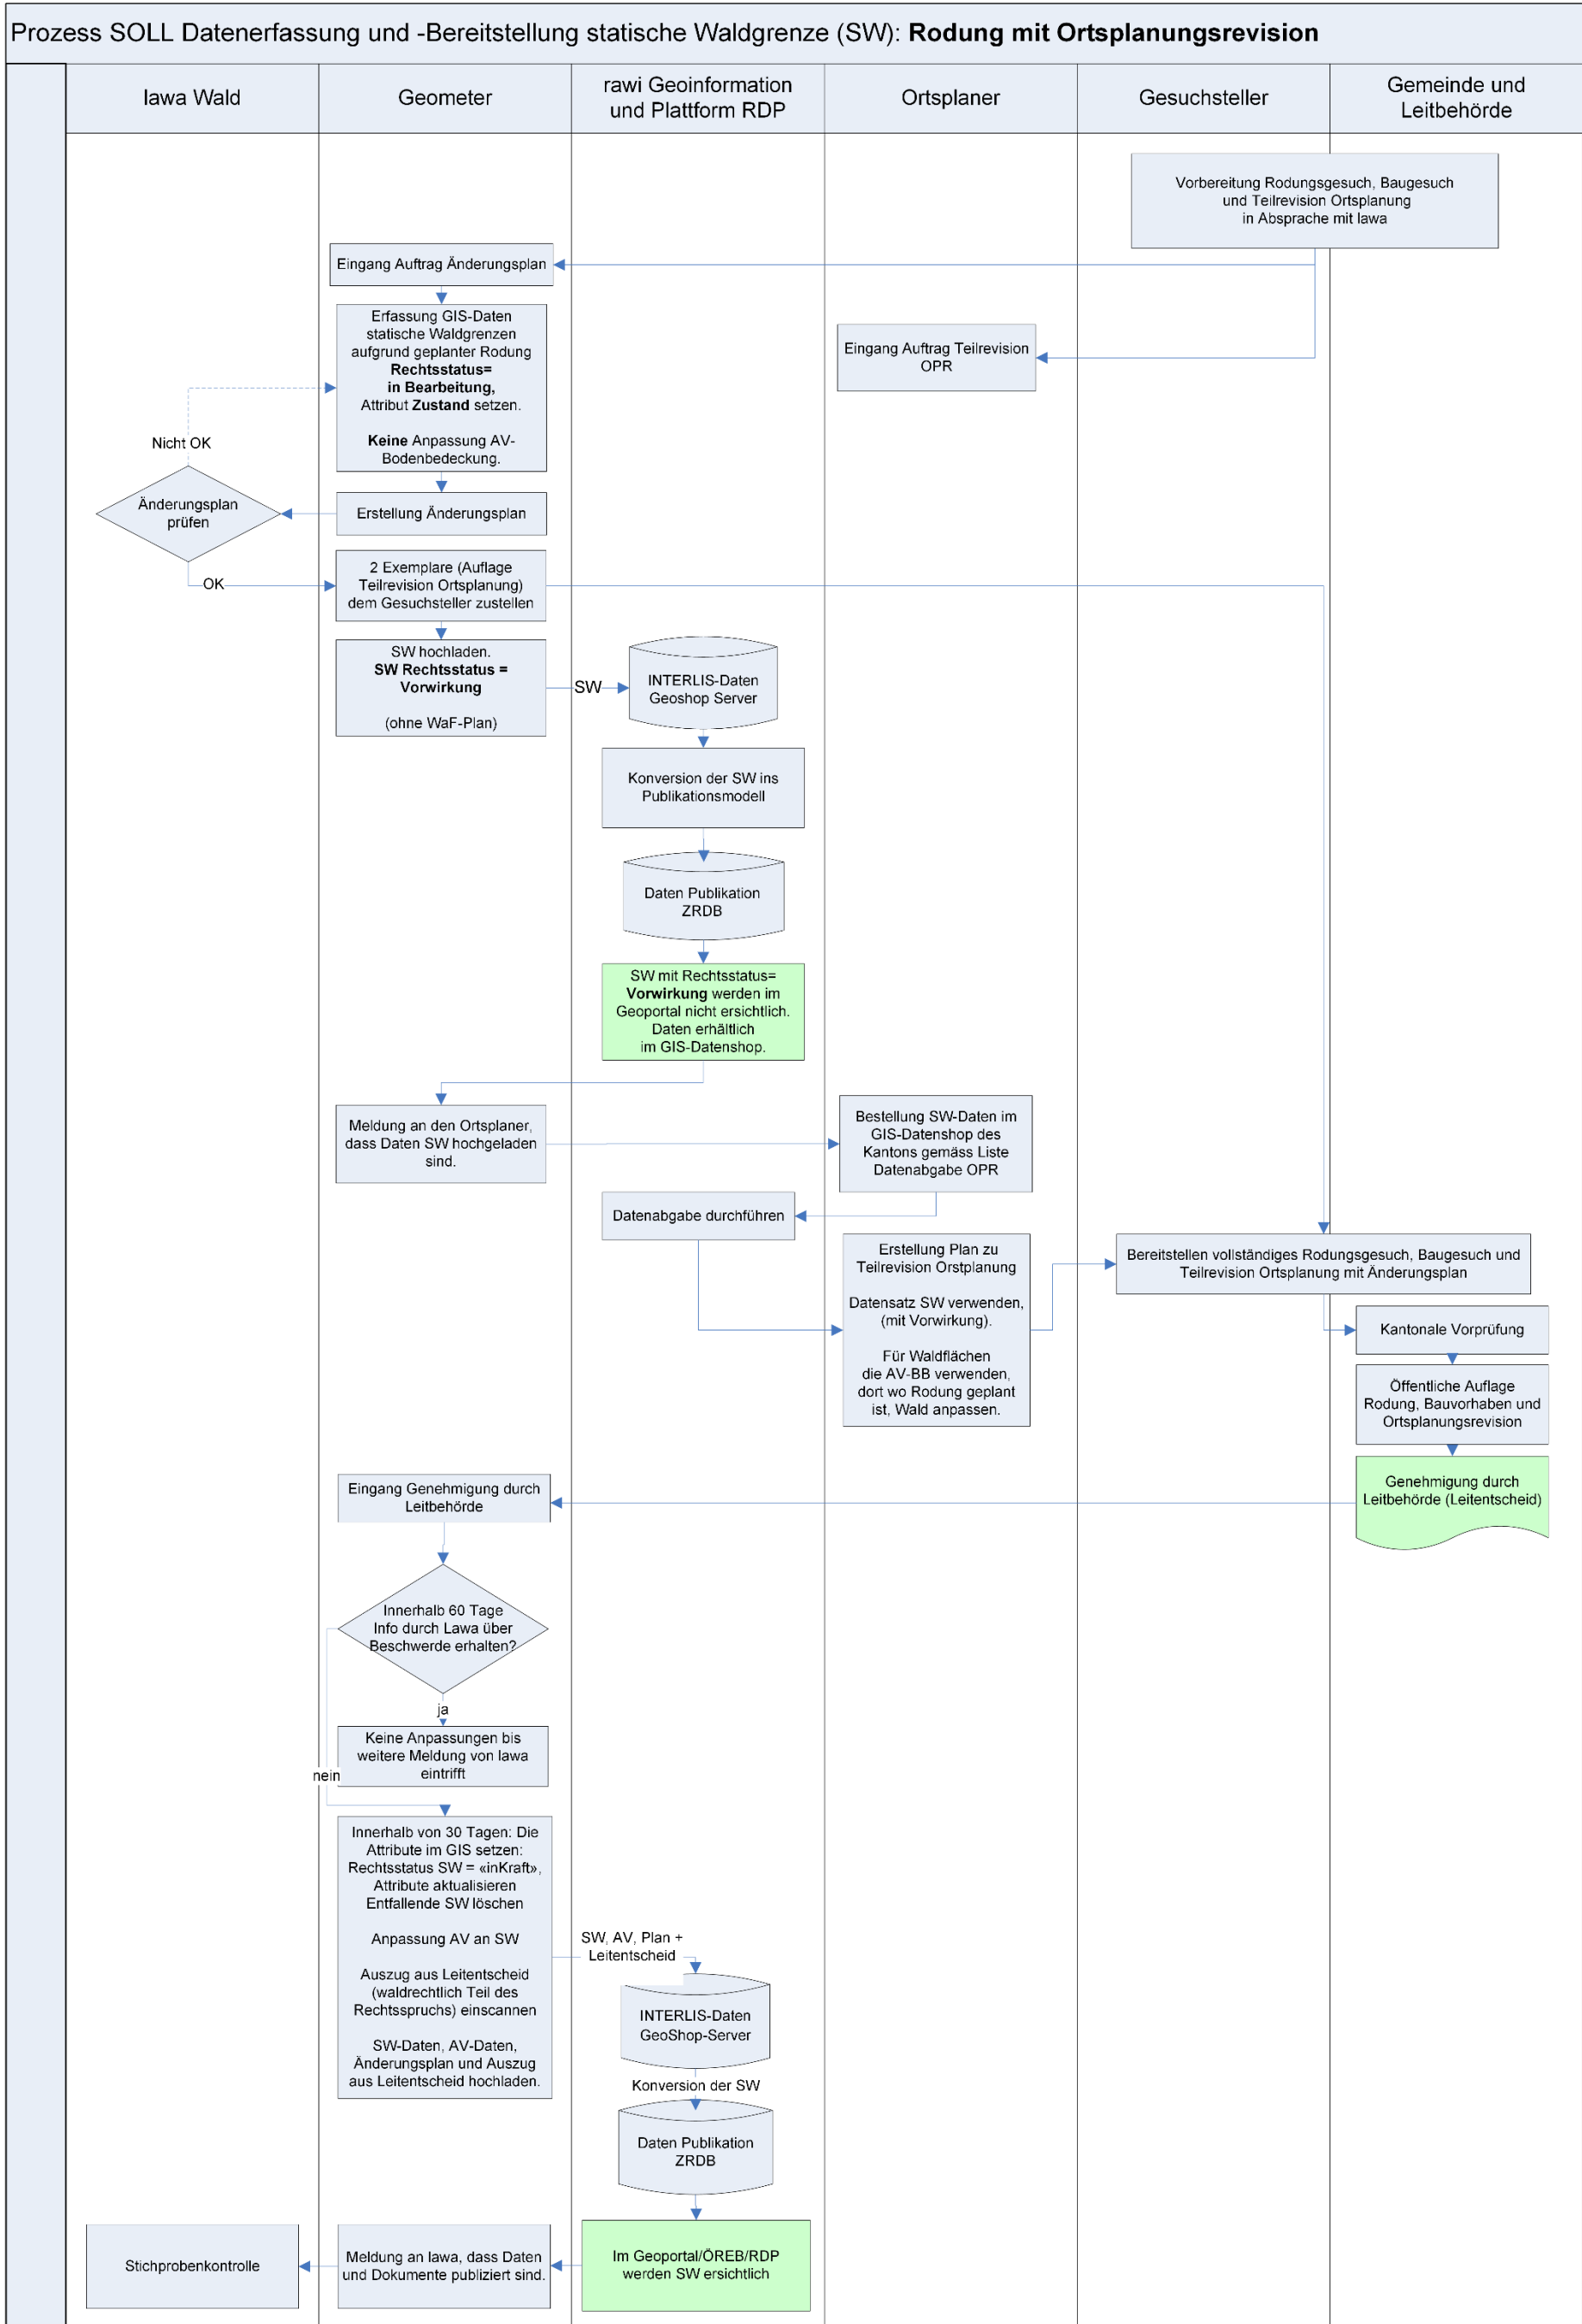 Prozess SOLL Datenerfassung und -Bereitstellung statische Waldgrenze (SW): Rodung mit Ortsplanungsrevision
lawa Wald
Geometer
rawi Geoinformation
und Plattform RDP
Ortsplaner
Gesuchsteller
Gemeinde und
Leitbehörde
Vorbereitung Rodungsgesuch, Baugesuch
und Teilrevision Ortsplanung
in Absprache mit lawa
Eingang Auftrag Änderungsplan
Erfassung GIS-Daten
statische Waldgrenzen
aufgrund geplanter Rodung
Rechtsstatus=
in Bearbeitung,
Attribut Zustand setzen.
Keine Anpassung AV-
Bodenbedeckung.
Eingang Auftrag Teilrevision
OPR
Nicht OK
Änderungsplan
prüfen
Erstellung Änderungsplan
OK
2 Exemplare (Auflage
Teilrevision Ortsplanung)
dem Gesuchsteller zustellen
SW hochladen.
SW Rechtsstatus =
Vorwirkung
(ohne WaF-Plan)
SW
INTERLIS-Daten
Geoshop Server
Konversion der SW ins
Publikationsmodell
Daten Publikation
ZRDB
SW mit Rechtsstatus=
Vorwirkung werden im
Geoportal nicht ersichtlich.
Daten erhältlich
im GIS-Datenshop.
Meldung an den Ortsplaner,
dass Daten SW hochgeladen
sind.
Bestellung SW-Daten im
GIS-Datenshop des
Kantons gemäss Liste
Datenabgabe OPR
Datenabgabe durchführen
Erstellung Plan zu
Teilrevision Orstplanung
Datensatz SW verwenden,
(mit Vorwirkung).
Für Waldflächen
die AV-BB verwenden,
dort wo Rodung geplant
ist, Wald anpassen.
Bereitstellen vollständiges Rodungsgesuch, Baugesuch und
Teilrevision Ortsplanung mit Änderungsplan
Kantonale Vorprüfung
Öffentliche Auflage
Rodung, Bauvorhaben und
Ortsplanungsrevision
Genehmigung durch
Leitbehörde (Leitentscheid)
Eingang Genehmigung durch
Leitbehörde
Innerhalb 60 Tage
Info durch Lawa über
Beschwerde erhalten?
ja
Keine Anpassungen bis
weitere Meldung von lawa
eintrifft
nein
Innerhalb von 30 Tagen: Die
Attribute im GIS setzen:
Rechtsstatus SW = «inKraft»,
Attribute aktualisieren
Entfallende SW löschen
Anpassung AV an SW
Auszug aus Leitentscheid
(waldrechtlich Teil des
Rechtsspruchs) einscannen
SW-Daten, AV-Daten,
Änderungsplan und Auszug
aus Leitentscheid hochladen.
SW, AV, Plan +
Leitentscheid
INTERLIS-Daten
GeoShop-Server
Konversion der SW
Daten Publikation
ZRDB
Im Geoportal/ÖREB/RDP
werden SW ersichtlich
Meldung an lawa, dass Daten
und Dokumente publiziert sind.
Stichprobenkontrolle